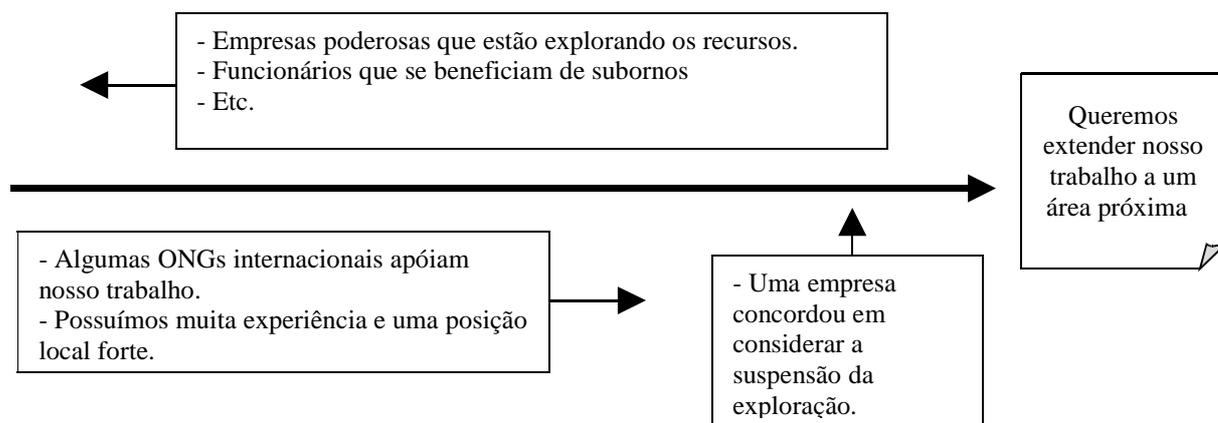 - Empresas poderosas que estão explorando os recursos.
- Funcionários que se beneficiam de subornos
- Etc.
Queremos
extender nosso
trabalho a um
área próxima
- Algumas ONGs internacionais apóiam
nosso trabalho.
- Possuímos muita experiência e uma posição
local forte.
- Uma empresa
concordou em
considerar a
suspensão da
exploração.